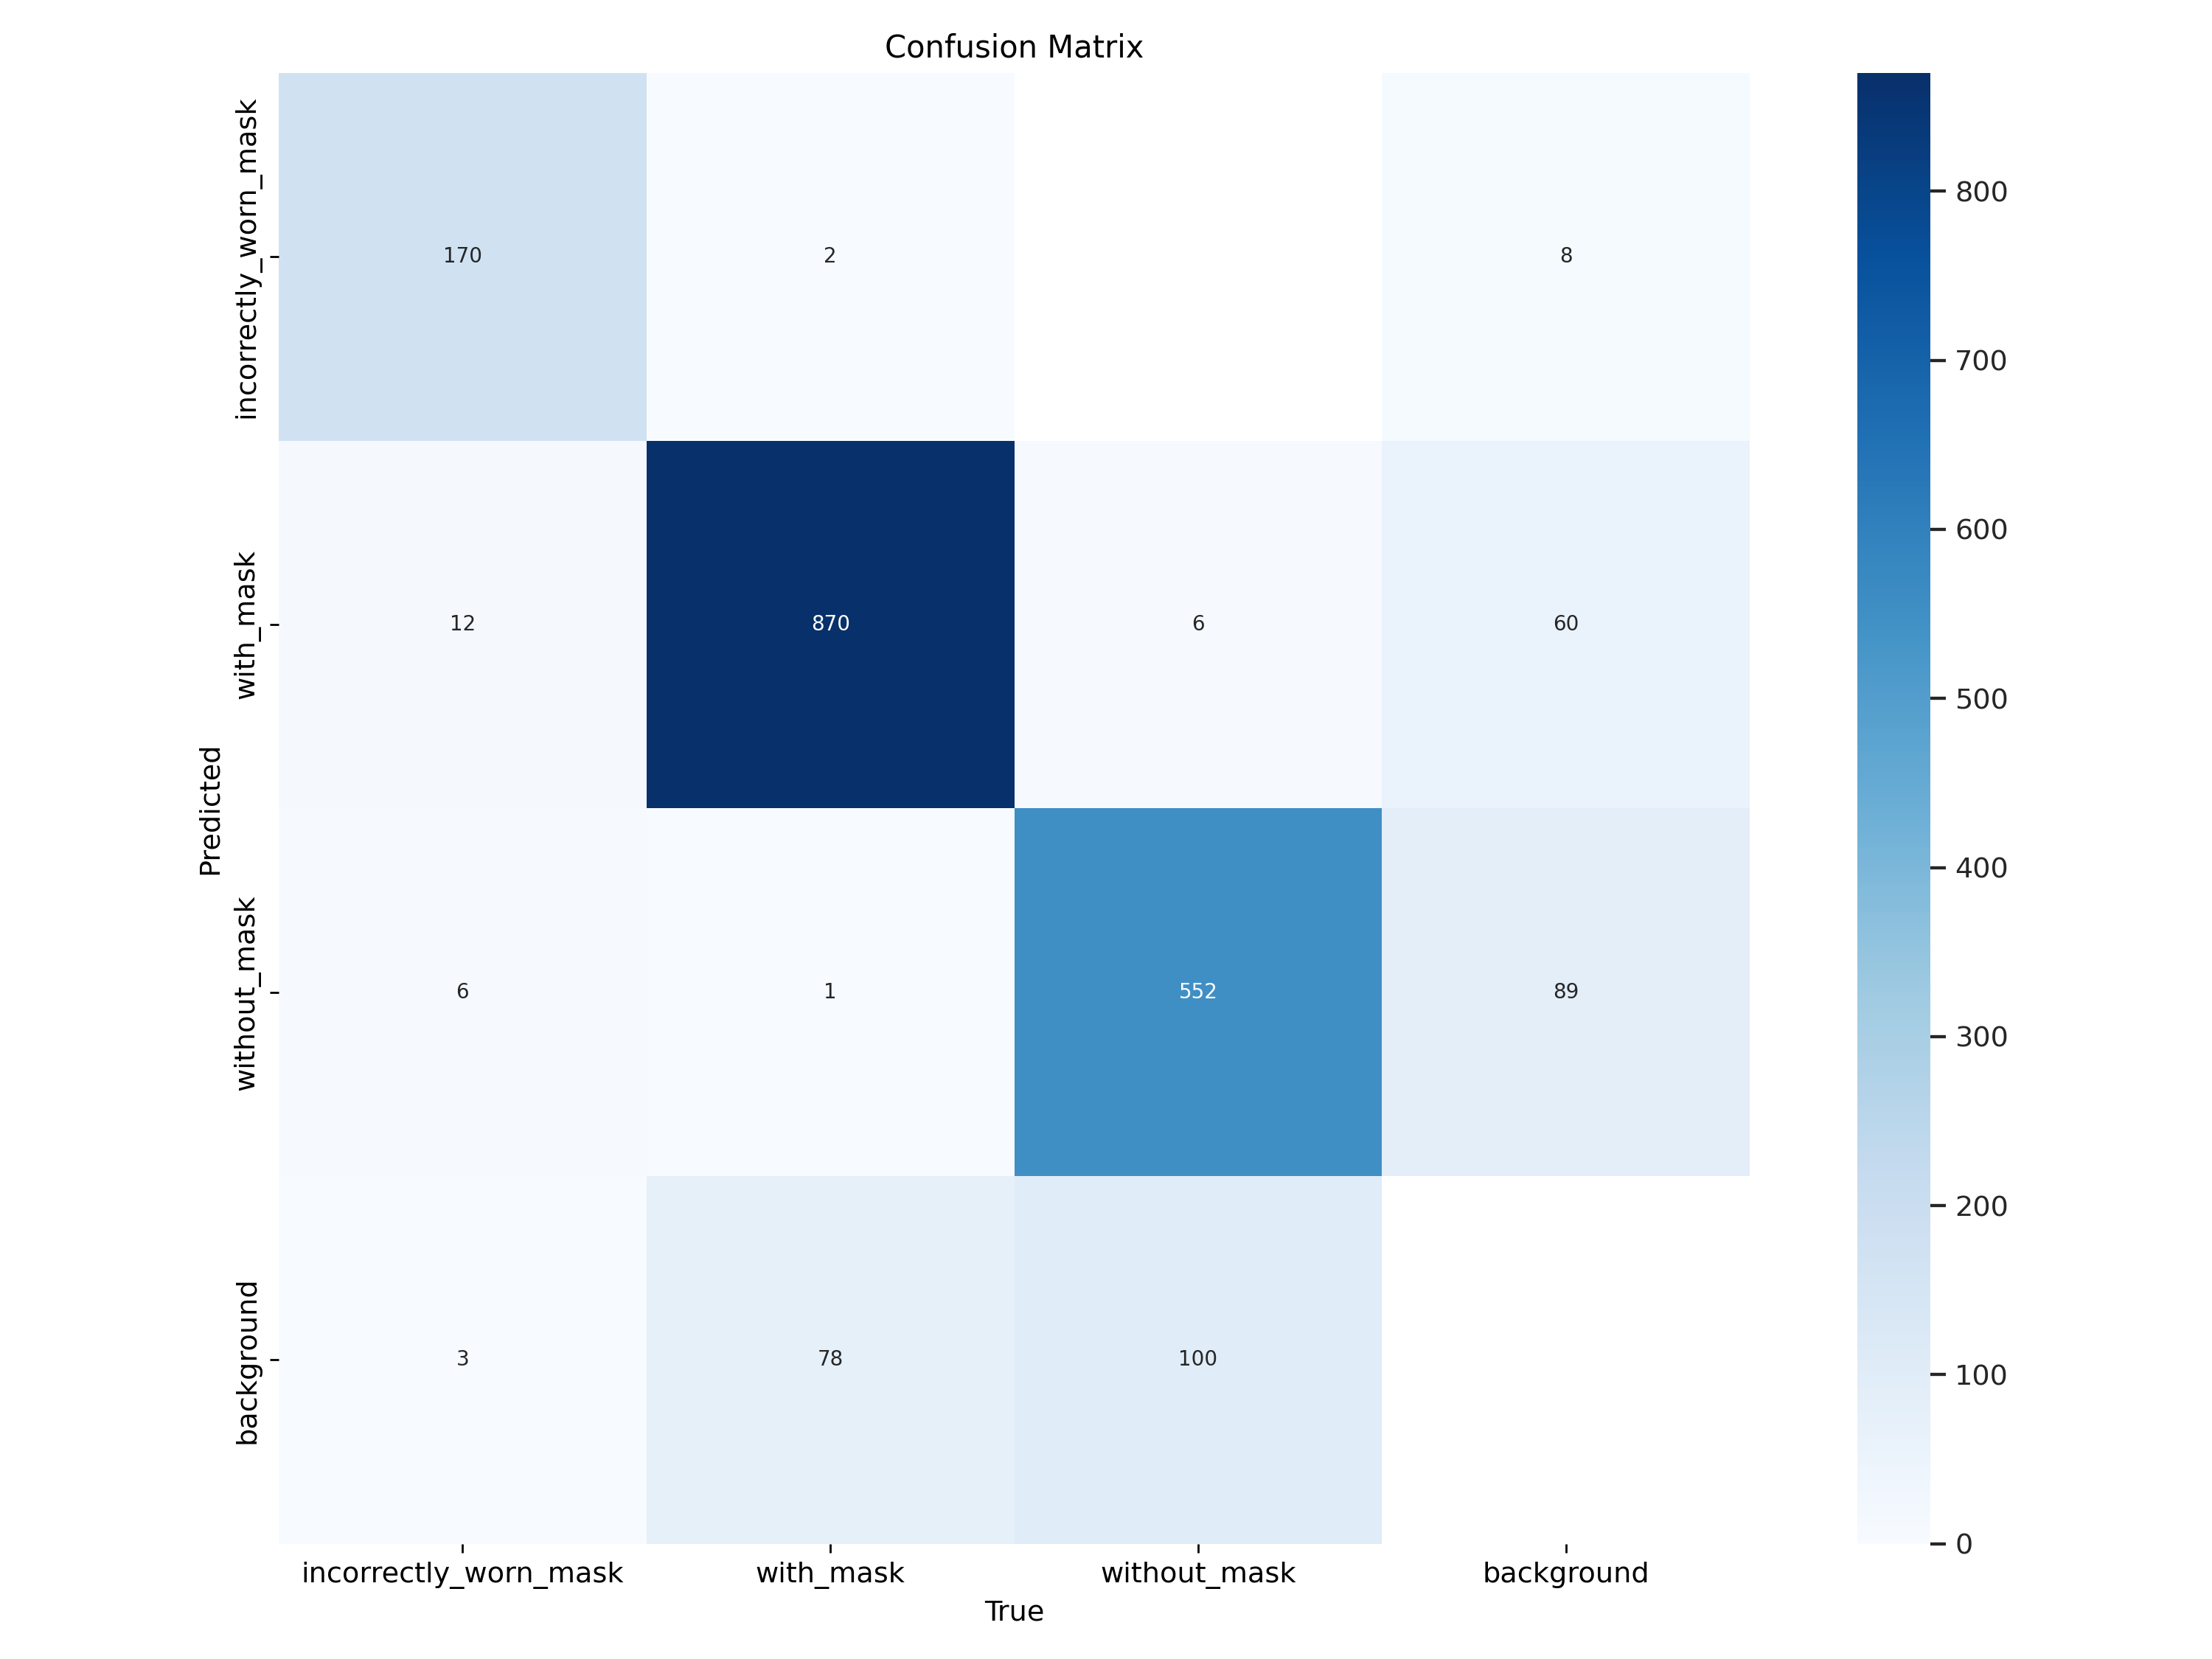 Confusion Matrix
incorrectly_worn_mask
170
2
8
800
700
with_mask
12
870
6
60
600
500
Predicted
400
without_mask
6
1
552
89
300
200
background
3
78
100
100
0
incorrectly_worn_mask
with_mask
without_mask
background
True